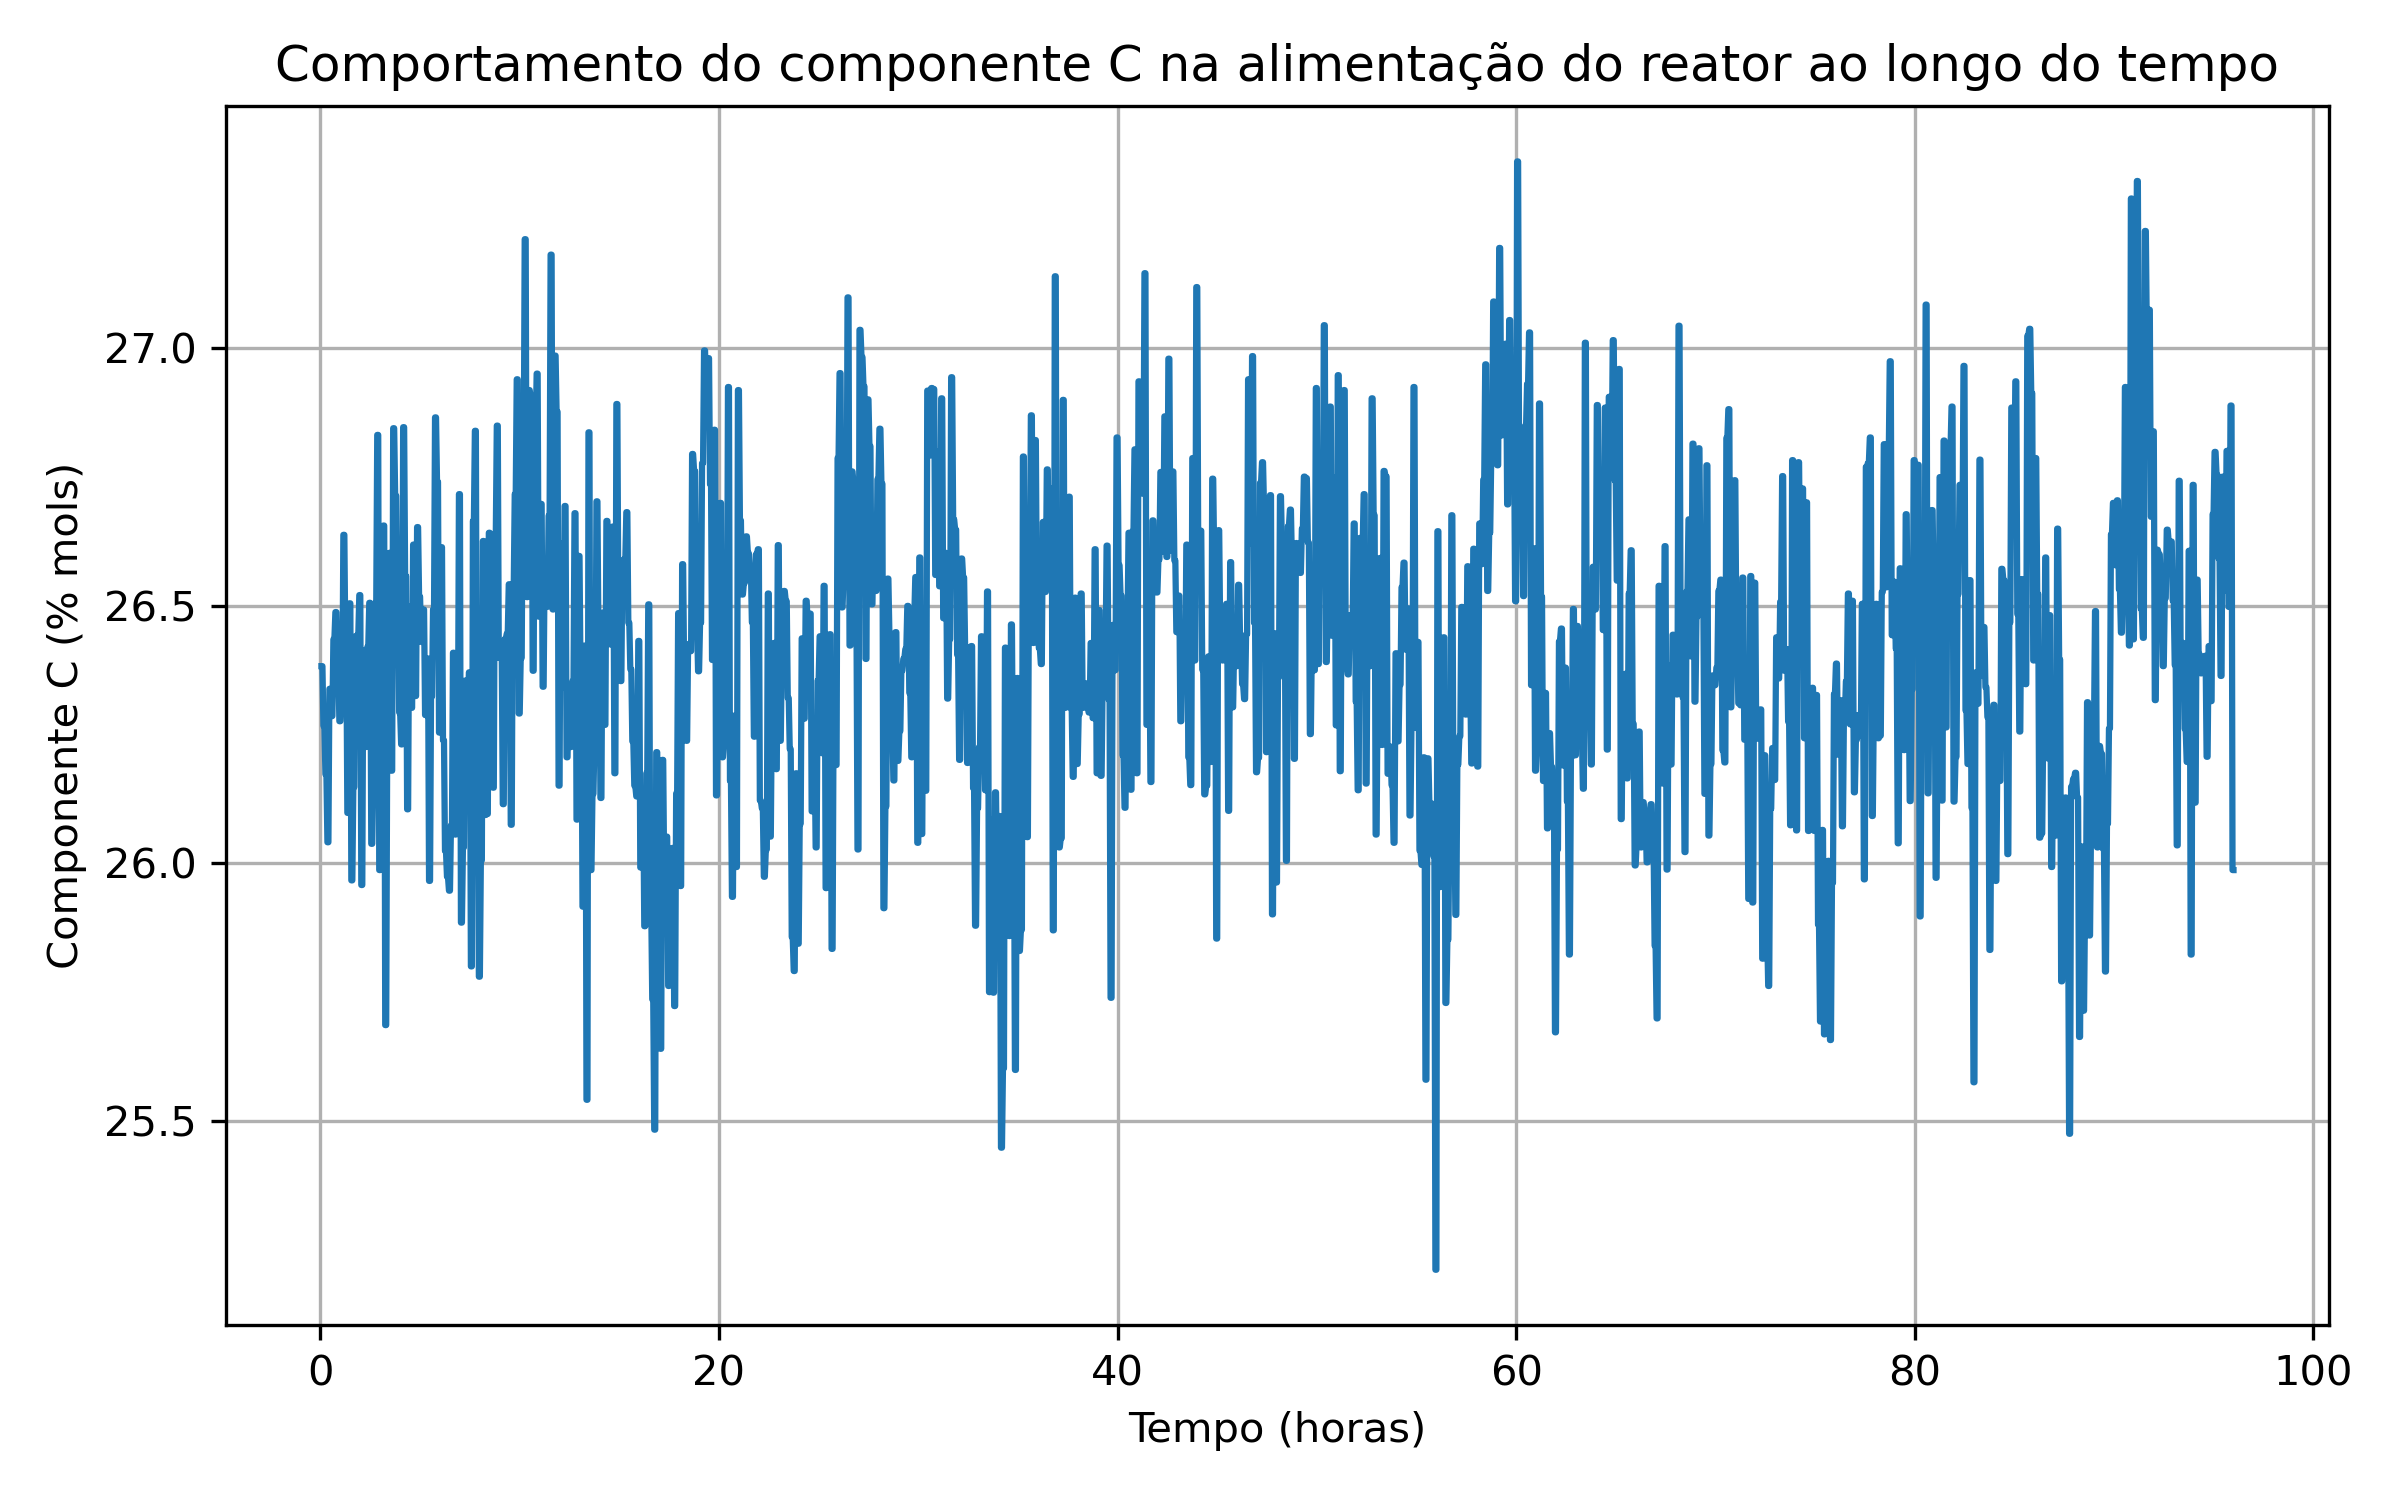 Comportamento do componente C na alimentação do reator ao longo do tempo
Componente C (% mols)
27.0
26.5
26.0
25.5
0 20 40 60 80 100
Tempo (horas)